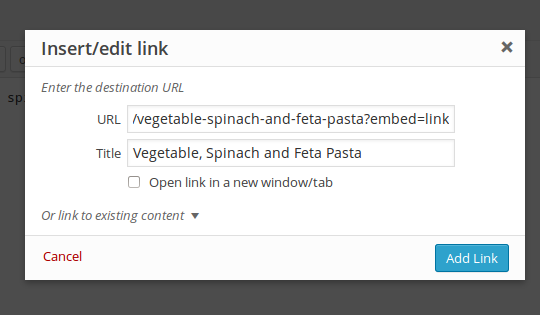 Insert/edit link
Enter the destination URL
URL /vegetable-spinach-and-feta-pasta?embed=link
Title Vegetable, Spinach and Feta Pasta
Open link in a new window/tab
Or link to existing content
Cancel Add Link